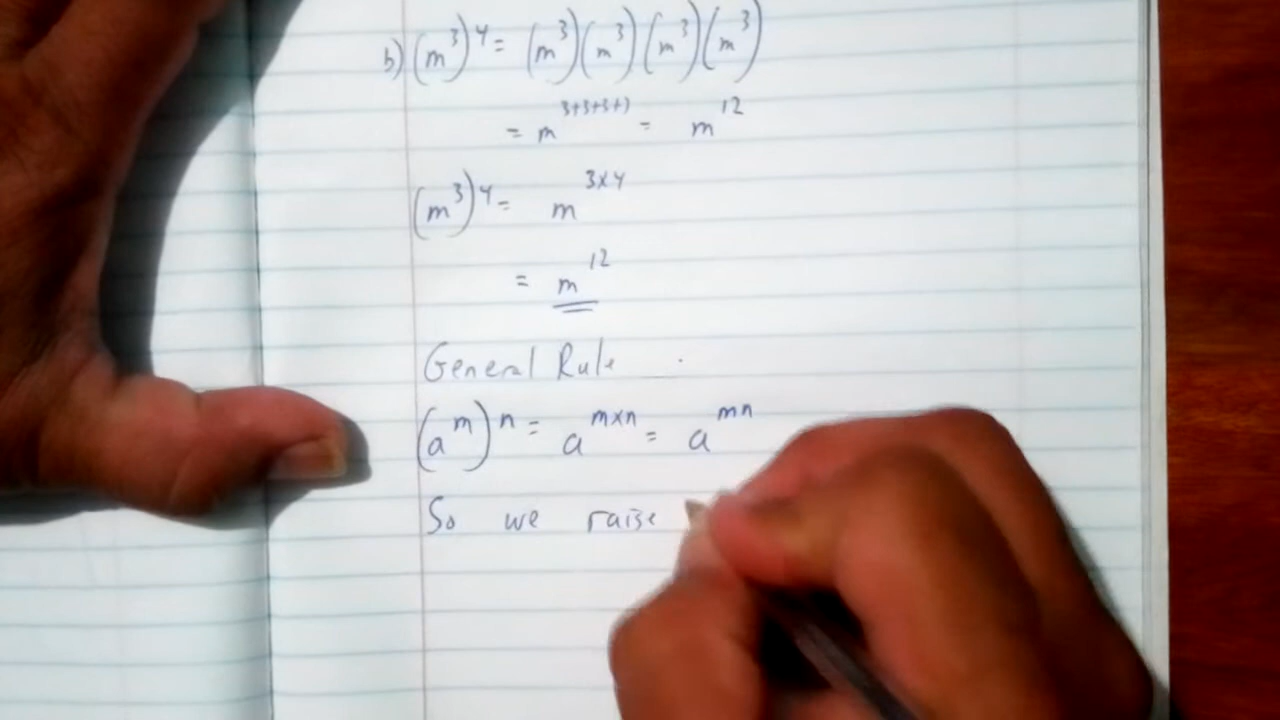 b) (m³)⁴ = (m³)(m³)(m³)(m³)
= m³⁺³⁺³⁺³ = m¹²
(m³)⁴ = m³ˣ⁴
= m¹²
General Rule
(aᵐ)ⁿ = aᵐˣⁿ = aᵐⁿ
So we raise